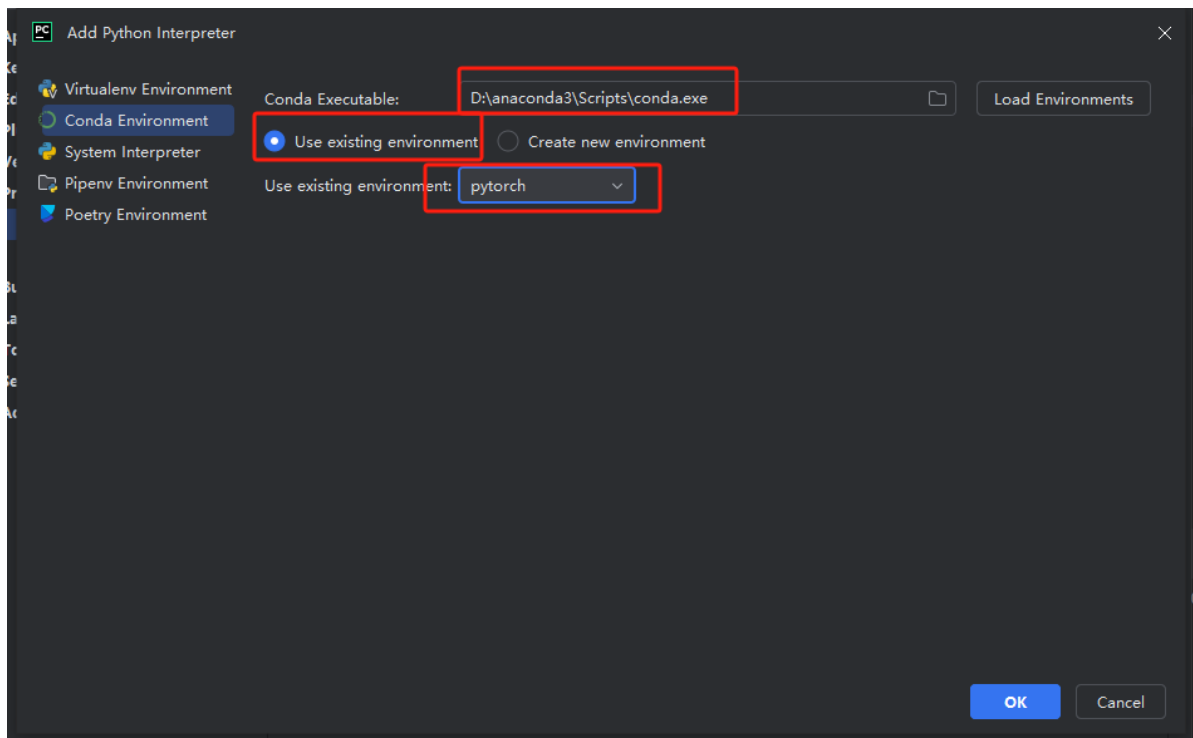 PC Add Python Interpreter
Virtualenv Environment
Conda Environment
System Interpreter
Pipenv Environment
Poetry Environment
Conda Executable: D:\anaconda3\Scripts\conda.exe Load Environments
Use existing environment Create new environment
Use existing environment: pytorch
OK Cancel